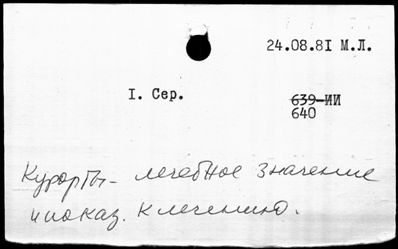 24.08.81 М.Л.
I. Сер.
639-ИИ
640
Курорты - лечебное значение
и показ. к лечению.